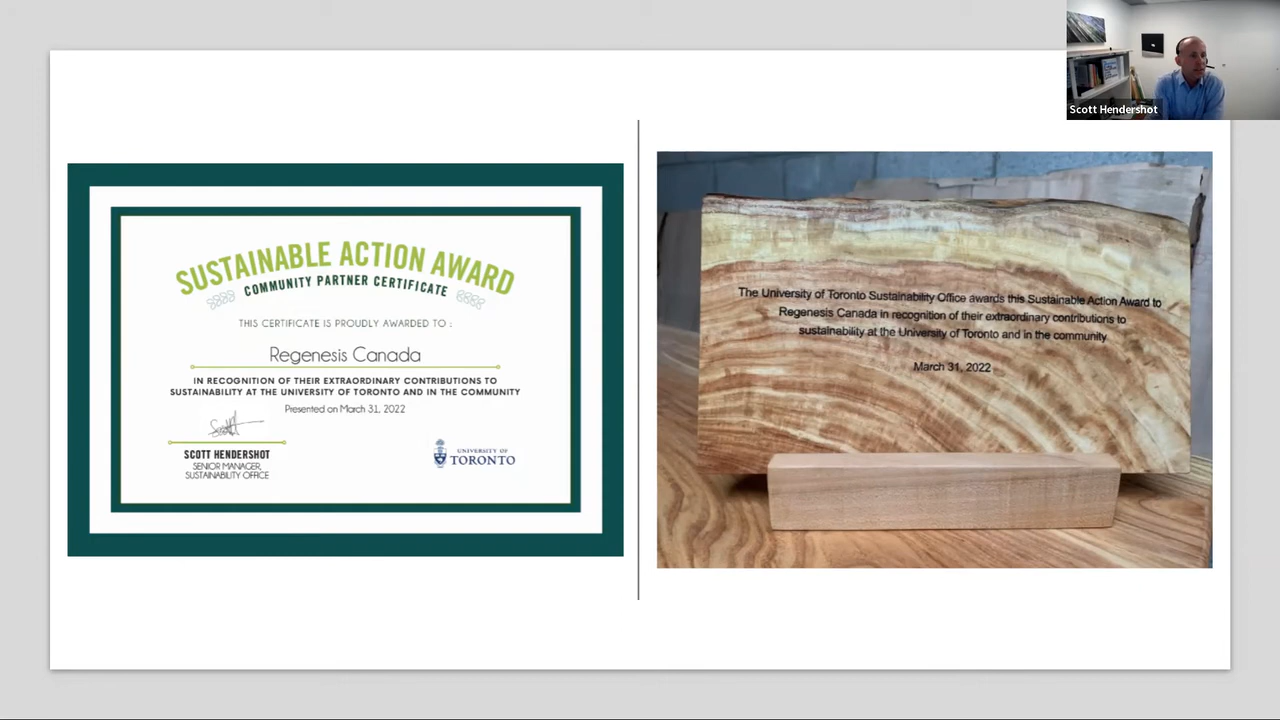 Scott Hendershot
SUSTAINABLE ACTION AWARD
COMMUNITY PARTNER CERTIFICATE
THIS CERTIFICATE IS PROUDLY AWARDED TO :
Regenesis Canada
IN RECOGNITION OF THEIR EXTRAORDINARY CONTRIBUTIONS TO
SUSTAINABILITY AT THE UNIVERSITY OF TORONTO AND IN THE COMMUNITY
Presented on March 31, 2022
SCOTT HENDERSHOT
SENIOR MANAGER,
SUSTAINABILITY OFFICE
UNIVERSITY OF
TORONTO
The University of Toronto Sustainability Office awards this Sustainable Action Award to
Regenesis Canada in recognition of their extraordinary contributions to
sustainability at the University of Toronto and in the community
March 31, 2022